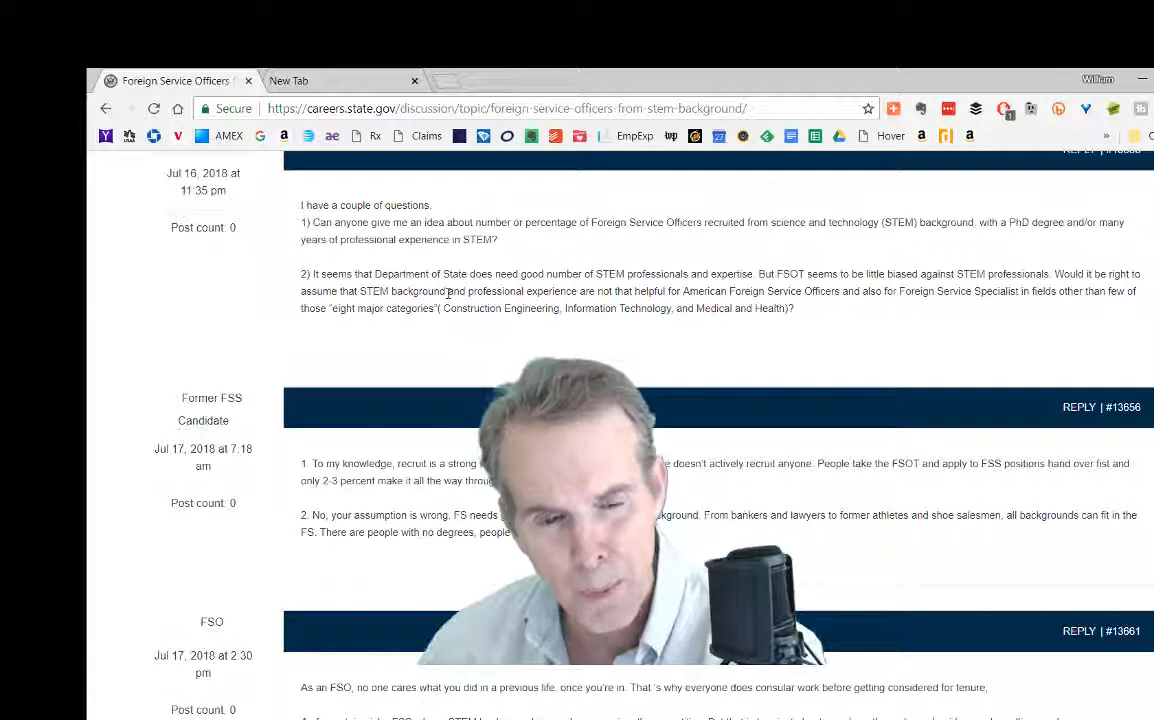 Foreign Service Officers f
New Tab
William
Secure
https://careers.state.gov/discussion/topic/foreign-service-officers-from-stem-background/
AMEX
Rx
Claims
EmpExp
Hover
Jul 16, 2018 at
11:35 pm
Post count: 0
I have a couple of questions.
1) Can anyone give me an idea about number or percentage of Foreign Service Officers recruited from science and technology (STEM) background, with a PhD degree and/or many
years of professional experience in STEM?
2) It seems that Department of State does need good number of STEM professionals and expertise. But FSOT seems to be little biased against STEM professionals. Would it be right to
assume that STEM background and professional experience are not that helpful for American Foreign Service Officers and also for Foreign Service Specialist in fields other than few of
those "eight major categories"( Construction Engineering, Information Technology, and Medical and Health)?
Former FSS
Candidate
REPLY | #13656
Jul 17, 2018 at 7:18
am
Post count: 0
1. To my knowledge, recruit is a strong doesn't actively recruit anyone. People take the FSOT and apply to FSS positions hand over fist and
only 2-3 percent make it all the way
2. No, your assumption is wrong. FS needs From bankers and lawyers to former athletes and shoe salesmen, all backgrounds can fit in the
FS. There are people with no degrees, people
FSO
REPLY | #13661
Jul 17, 2018 at 2:30
pm
Post count: 0
As an FSO, no one cares what you did in a previous life, once you're in. That 's why everyone does consular work before getting considered for tenure,